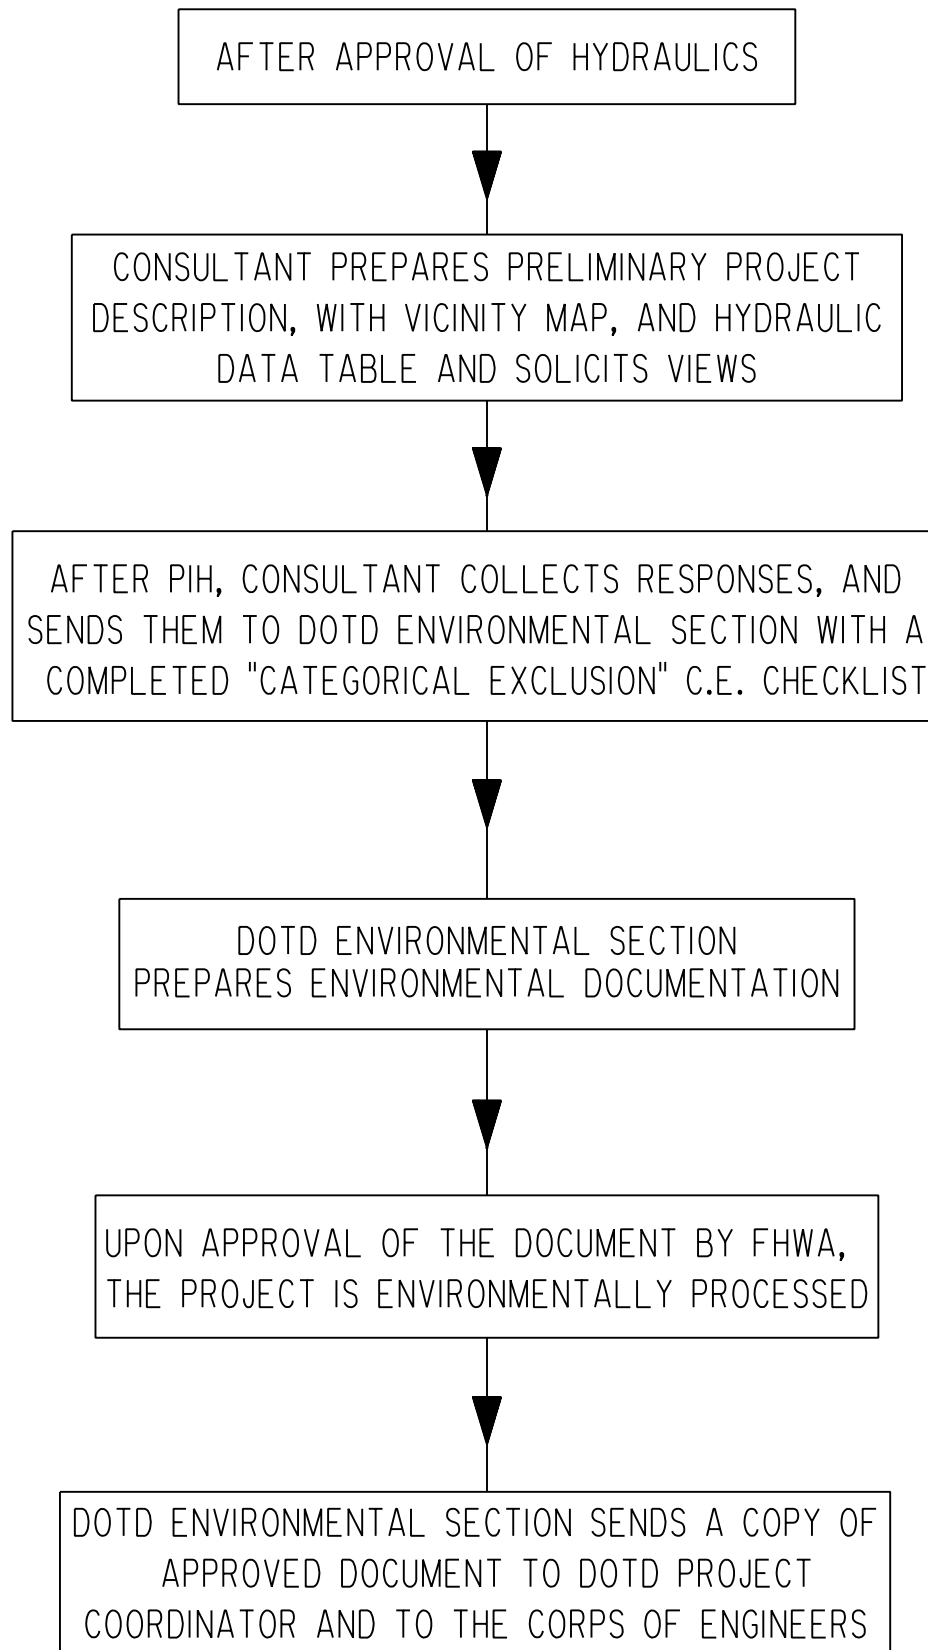 AFTER APPROVAL OF HYDRAULICS
CONSULTANT PREPARES PRELIMINARY PROJECT
DESCRIPTION, WITH VICINITY MAP, AND HYDRAULIC
DATA TABLE AND SOLICITS VIEWS
AFTER PIH, CONSULTANT COLLECTS RESPONSES, AND
SENDS THEM TO DOTD ENVIRONMENTAL SECTION WITH A
COMPLETED "CATEGORICAL EXCLUSION" C.E. CHECKLIST
DOTD ENVIRONMENTAL SECTION
PREPARES ENVIRONMENTAL DOCUMENTATION
UPON APPROVAL OF THE DOCUMENT BY FHWA,
THE PROJECT IS ENVIRONMENTALLY PROCESSED
DOTD ENVIRONMENTAL SECTION SENDS A COPY OF
APPROVED DOCUMENT TO DOTD PROJECT
COORDINATOR AND TO THE CORPS OF ENGINEERS